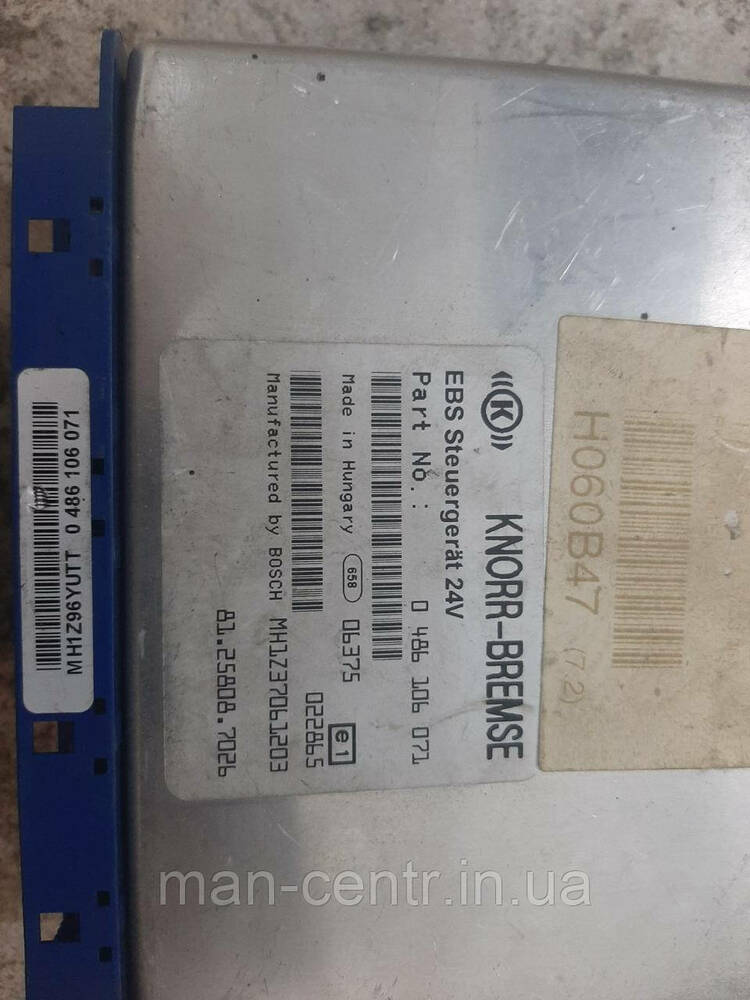 KNORR-BREMSE
EBS Steuergerät 24V
Part No.: 0 486 106 071
Made in Hungary 658 06375
e1
022865
Manufactured by BOSCH MH1Z37061203
81.25808.7026
H060B47 (7,2)
MH1Z96YUTT 0 486 106 071
man-centr.in.ua